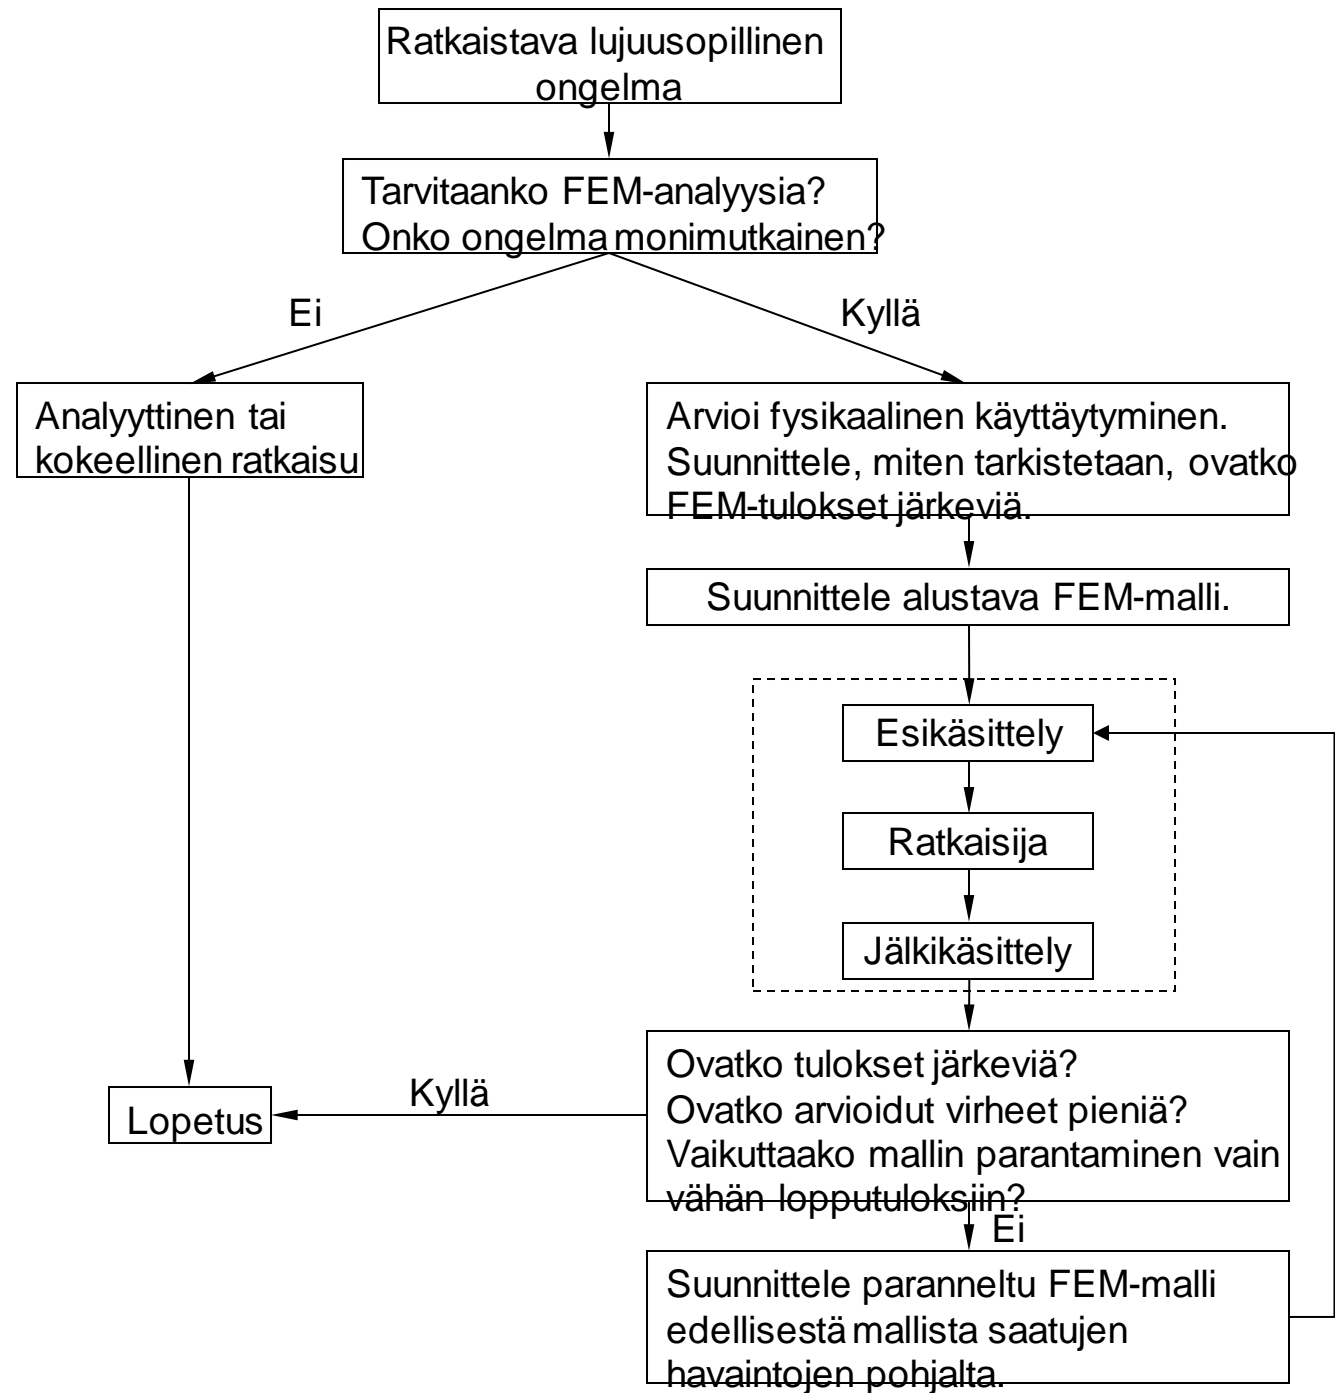 Ratkaistava lujuusopillinen
ongelma
Tarvitaanko FEM-analyysia?
Onko ongelma monimutkainen?
Ei
Kyllä
Analyyttinen tai
kokeellinen ratkaisu
Arvioi fysikaalinen käyttäytyminen.
Suunnittele, miten tarkistetaan, ovatko
FEM-tulokset järkeviä.
Suunnittele alustava FEM-malli.
Esikäsittely
Ratkaisija
Jälkikäsittely
Ovatko tulokset järkeviä?
Ovatko arvioidut virheet pieniä?
Vaikuttaako mallin parantaminen vain
vähän lopputuloksiin?
Kyllä
Lopetus
Ei
Suunnittele paranneltu FEM-malli
edellisestä mallista saatujen
havaintojen pohjalta.